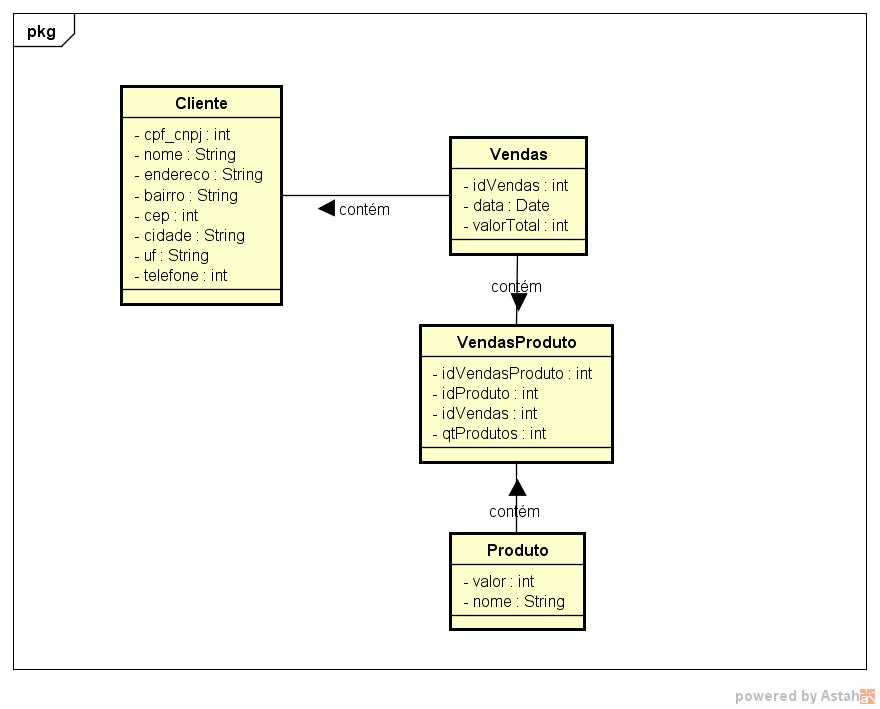 pkg
Cliente
- cpf_cnpj : int
- nome : String
- endereco : String
- bairro : String
- cep : int
- cidade : String
- uf : String
- telefone : int
contém
Vendas
- idVendas : int
- data : Date
- valorTotal : int
contém
VendasProduto
- idVendasProduto : int
- idProduto : int
- idVendas : int
- qtProdutos : int
contém
Produto
- valor : int
- nome : String
powered by Astah